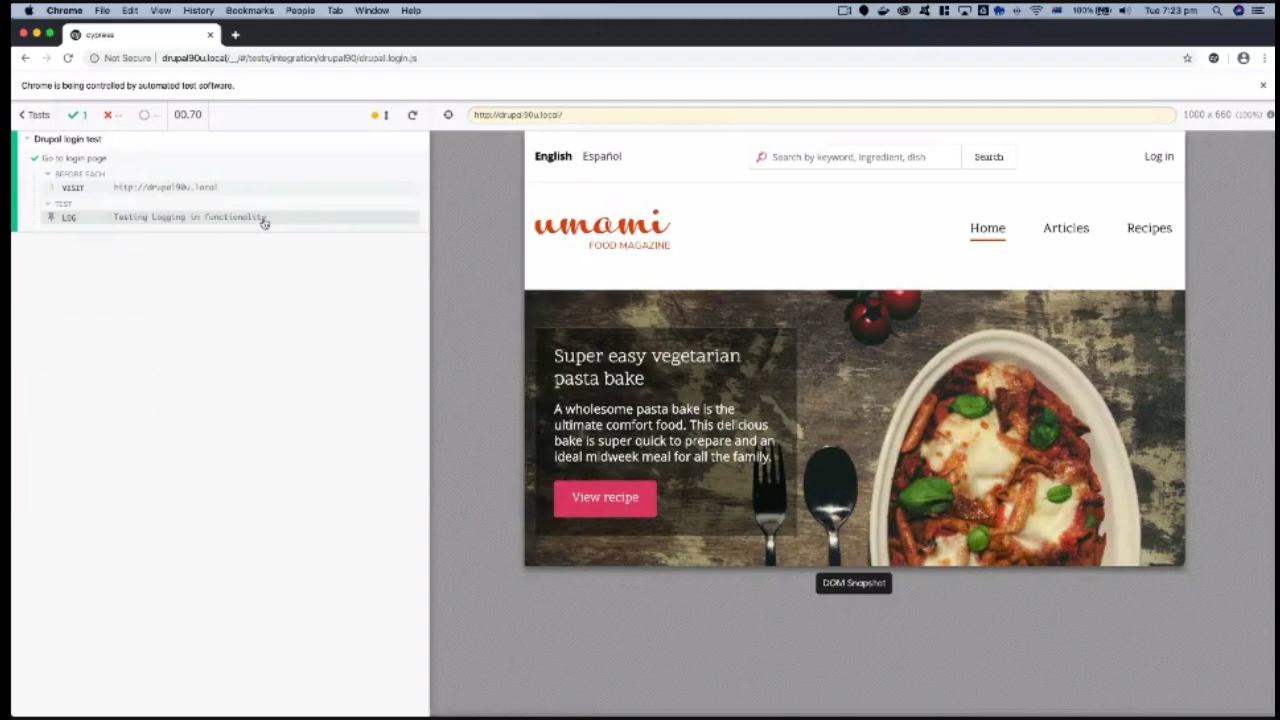 Chrome File Edit View History Bookmarks People Tab Window Help 100% Tue 7:23 pm
cypress
Not Secure | drupal90u.local/__/#/tests/integration/drupal90/drupal.login.js
Chrome is being controlled by automated test software.
Tests 1 -- -- 00.70 http://drupal90u.local/ 1000 x 660 (100%)
Drupal login test
Go to login page
BEFORE EACH
1 VISIT http://drupal90u.local
TEST
LOG Testing Logging in functionality
English Español Search by keyword, ingredient, dish Search Log in
umami
FOOD MAGAZINE
Home Articles Recipes
Super easy vegetarian
pasta bake
A wholesome pasta bake is the
ultimate comfort food. This delicious
bake is super quick to prepare and an
ideal midweek meal for all the family.
View recipe
DOM Snapshot